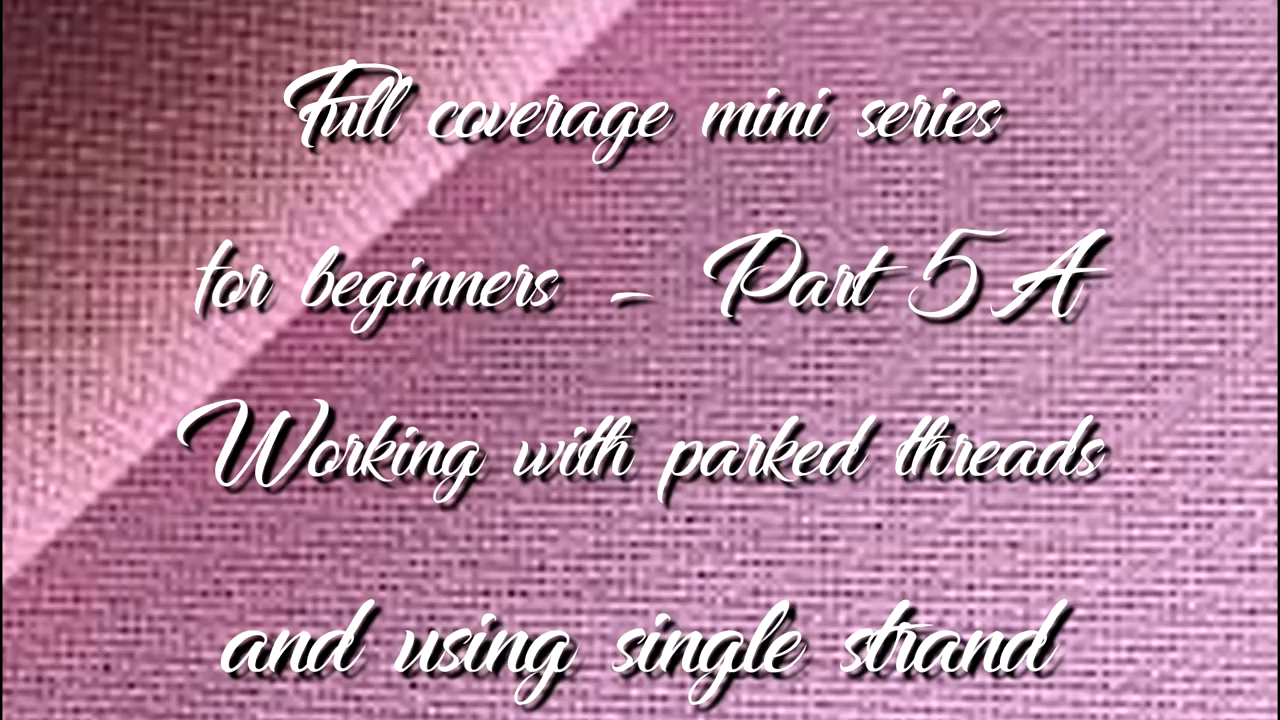 Full coverage mini series
for beginners - Part 5A
Working with parked threads
and using single strand